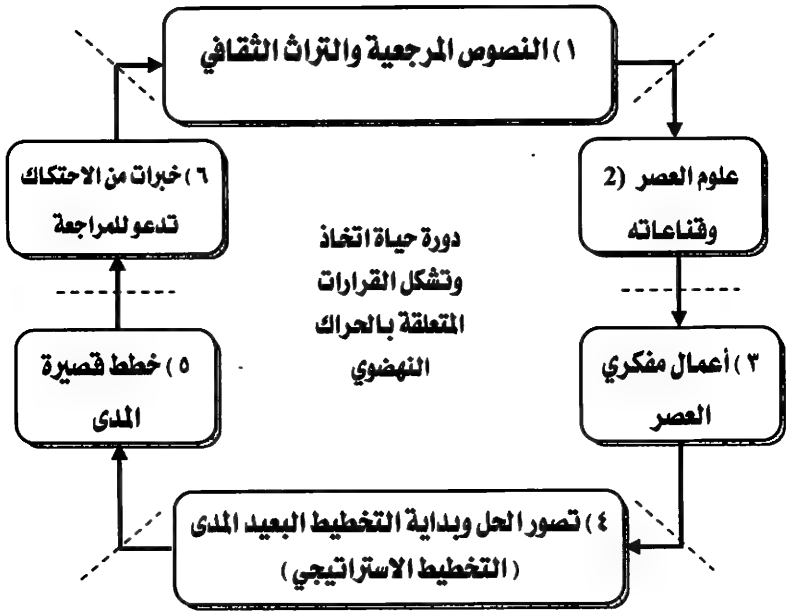 ١) النصوص المرجعية والتراث الثقافي
2) علوم العصر
وقناعاته
٣) أعمال مفكري
العصر
٤) تصور الحل وبداية التخطيط البعيد المدى
(التخطيط الاستراتيجي)
٥) خطط قصيرة
المدى
٦) خبرات من الاحتكاك
تدعو للمراجعة
دورة حياة اتخاذ
وتشكل القرارات
المتعلقة بالحراك
النهضوي